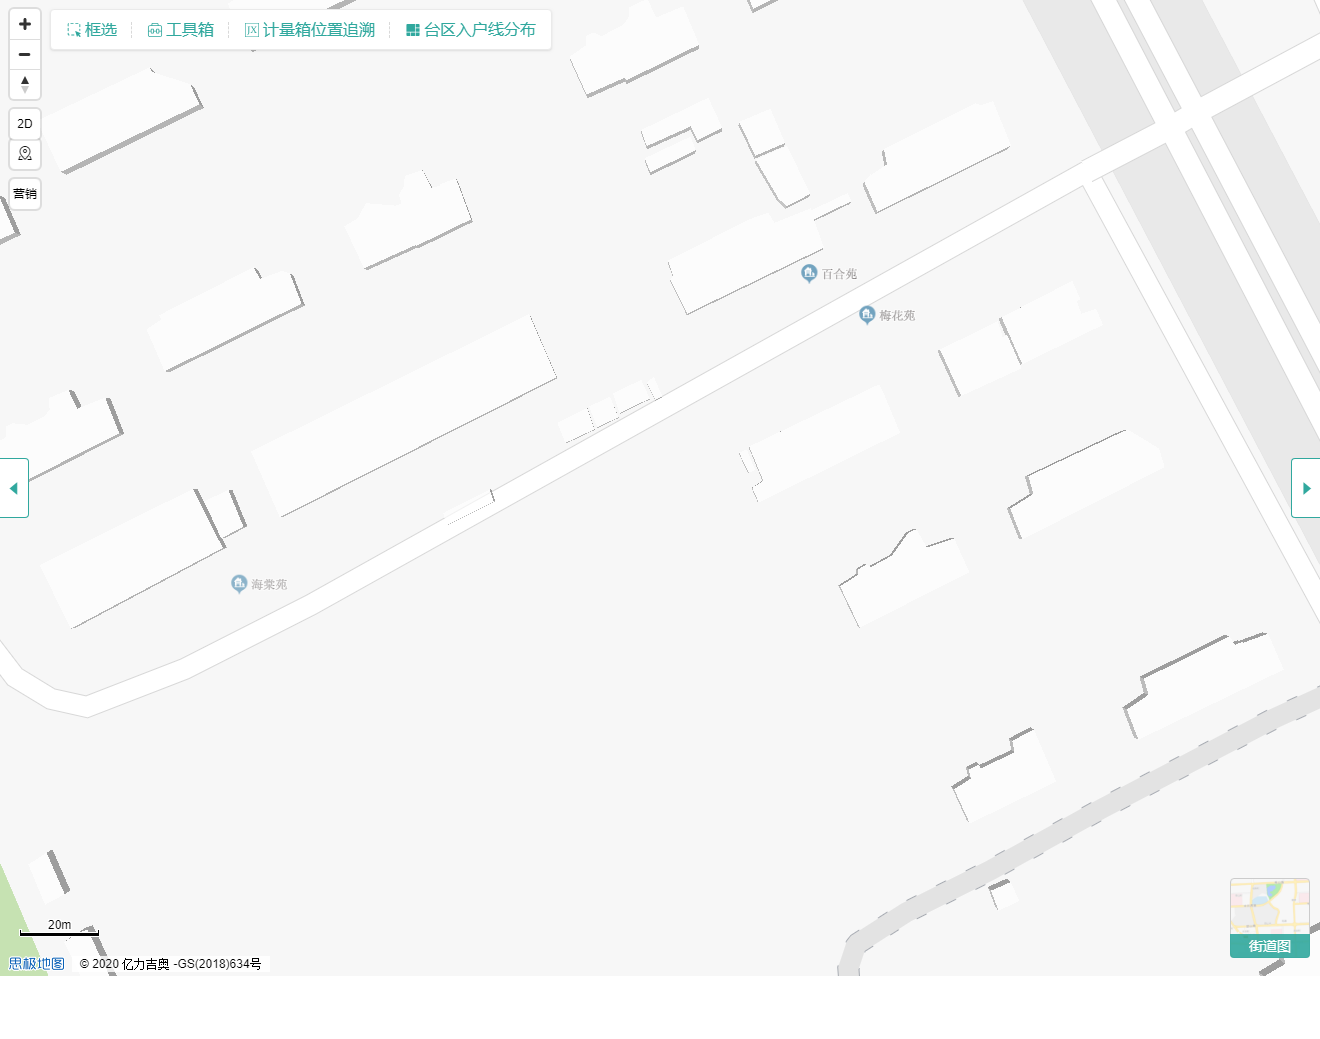 框选
工具箱
JX 计量箱位置追溯
台区入户线分布
2D
营销
百合苑
梅花苑
海棠苑
20m
思极地图
© 2020 亿力吉奥 -GS(2018)634号
街道图